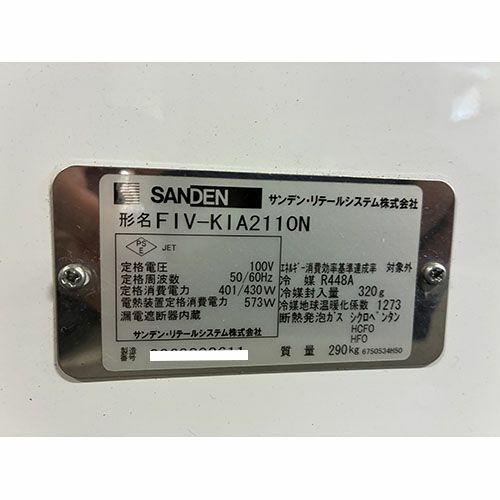 SANDEN サンデン・リテールシステム株式会社
形名 FIV-KIA2110N
PS
E JET
定格電圧 100V
定格周波数 50/60Hz
定格消費電力 401/430W
電熱装置定格消費電力 573W
漏電遮断器内蔵
サンデン・リテールシステム株式会社
エネルギー消費効率基準達成率 対象外
冷媒 R448A
冷媒封入量 320g
冷媒地球温暖化係数 1273
断熱発泡ガス シクロペンタン
HCFO
HFO
製造
番号
質量 290kg 6750534H50